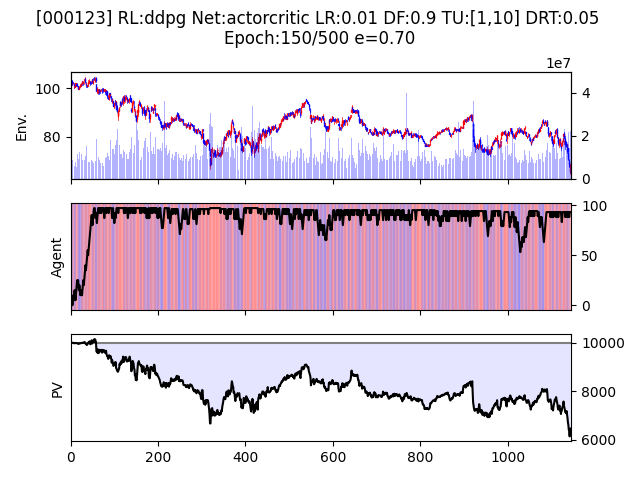 [000123] RL:ddpg Net:actorcritic LR:0.01 DF:0.9 TU:[1,10] DRT:0.05
Epoch:150/500 e=0.70
1e7
100
80
Env.
4
2
0
Agent
100
50
0
PV
10000
8000
6000
0 200 400 600 800 1000